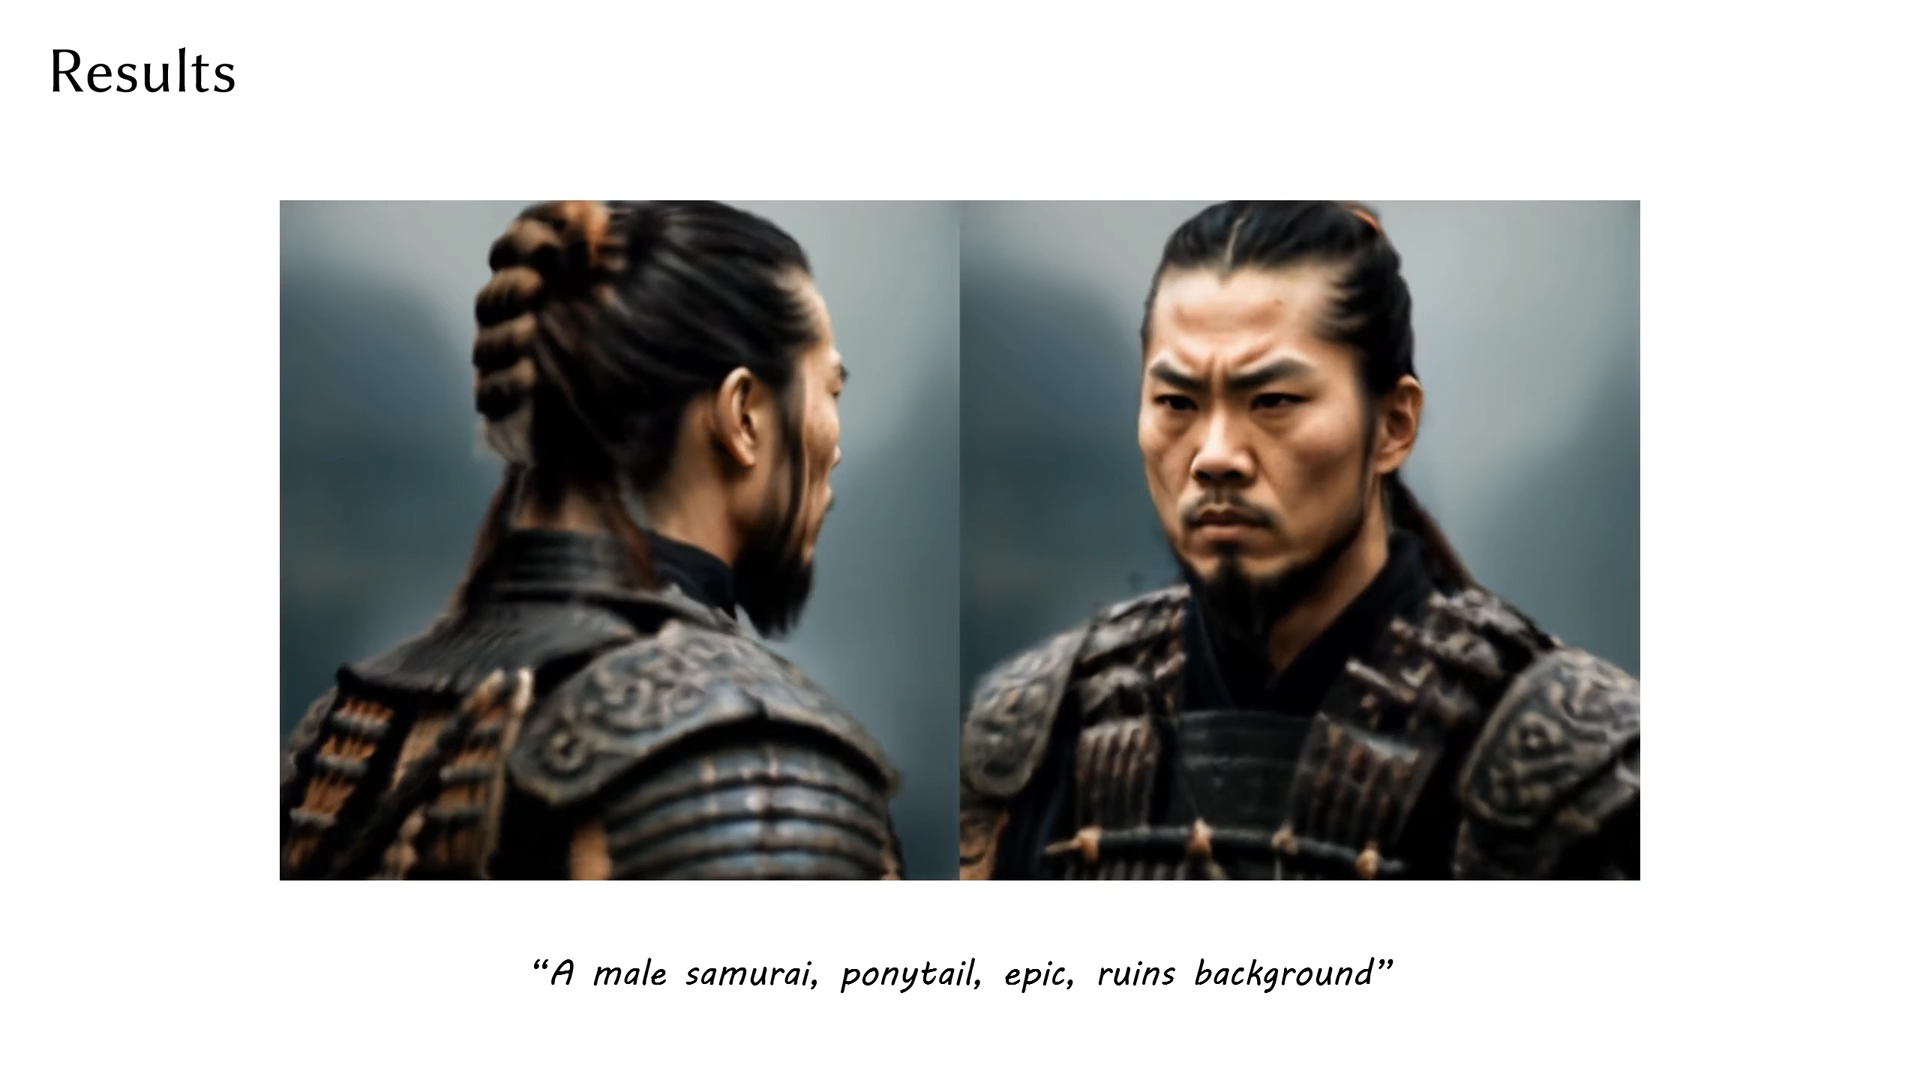 Results
“A male samurai, ponytail, epic, ruins background”